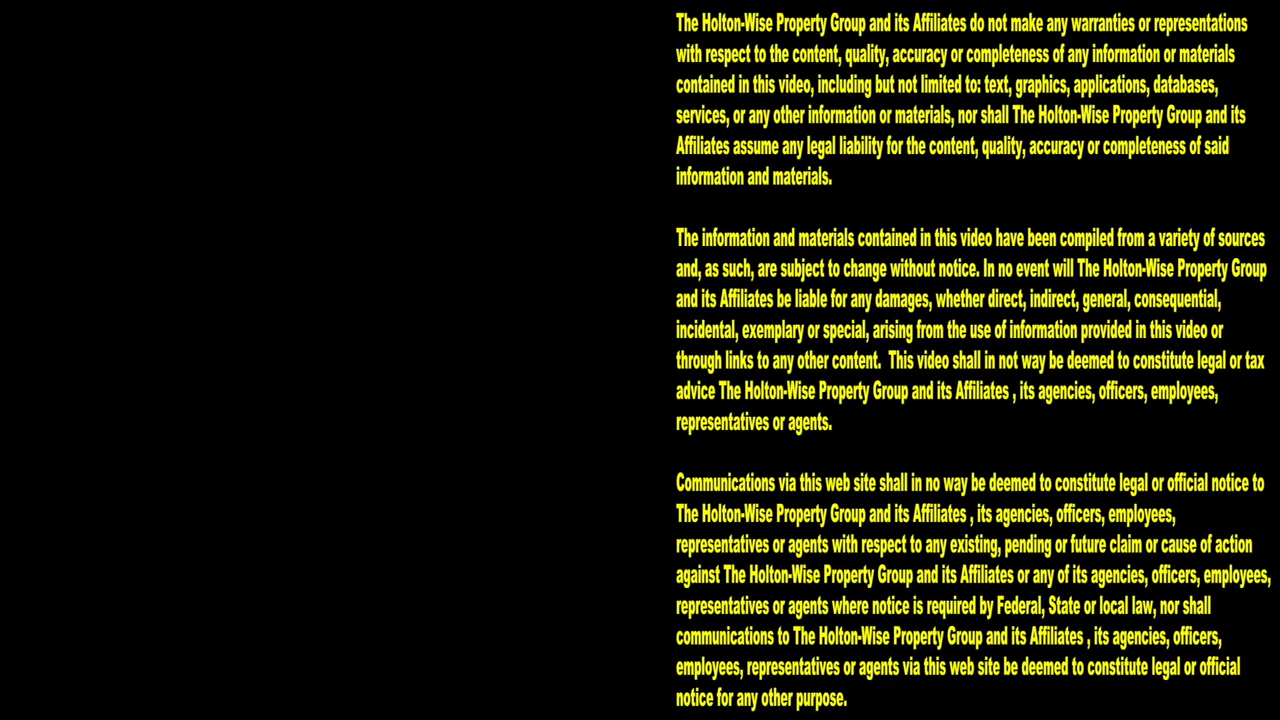 The Holton-Wise Property Group and its Affiliates do not make any warranties or representations
with respect to the content, quality, accuracy or completeness of any information or materials
contained in this video, including but not limited to: text, graphics, applications, databases,
services, or any other information or materials, nor shall The Holton-Wise Property Group and its
Affiliates assume any legal liability for the content, quality, accuracy or completeness of said
information and materials.
The information and materials contained in this video have been compiled from a variety of sources
and, as such, are subject to change without notice. In no event will The Holton-Wise Property Group
and its Affiliates be liable for any damages, whether direct, indirect, general, consequential,
incidental, exemplary or special, arising from the use of information provided in this video or
through links to any other content.  This video shall in not way be deemed to constitute legal or tax
advice The Holton-Wise Property Group and its Affiliates , its agencies, officers, employees,
representatives or agents.
Communications via this web site shall in no way be deemed to constitute legal or official notice to
The Holton-Wise Property Group and its Affiliates , its agencies, officers, employees,
representatives or agents with respect to any existing, pending or future claim or cause of action
against The Holton-Wise Property Group and its Affiliates or any of its agencies, officers, employees,
representatives or agents where notice is required by Federal, State or local law, nor shall
communications to The Holton-Wise Property Group and its Affiliates , its agencies, officers,
employees, representatives or agents via this web site be deemed to constitute legal or official
notice for any other purpose.